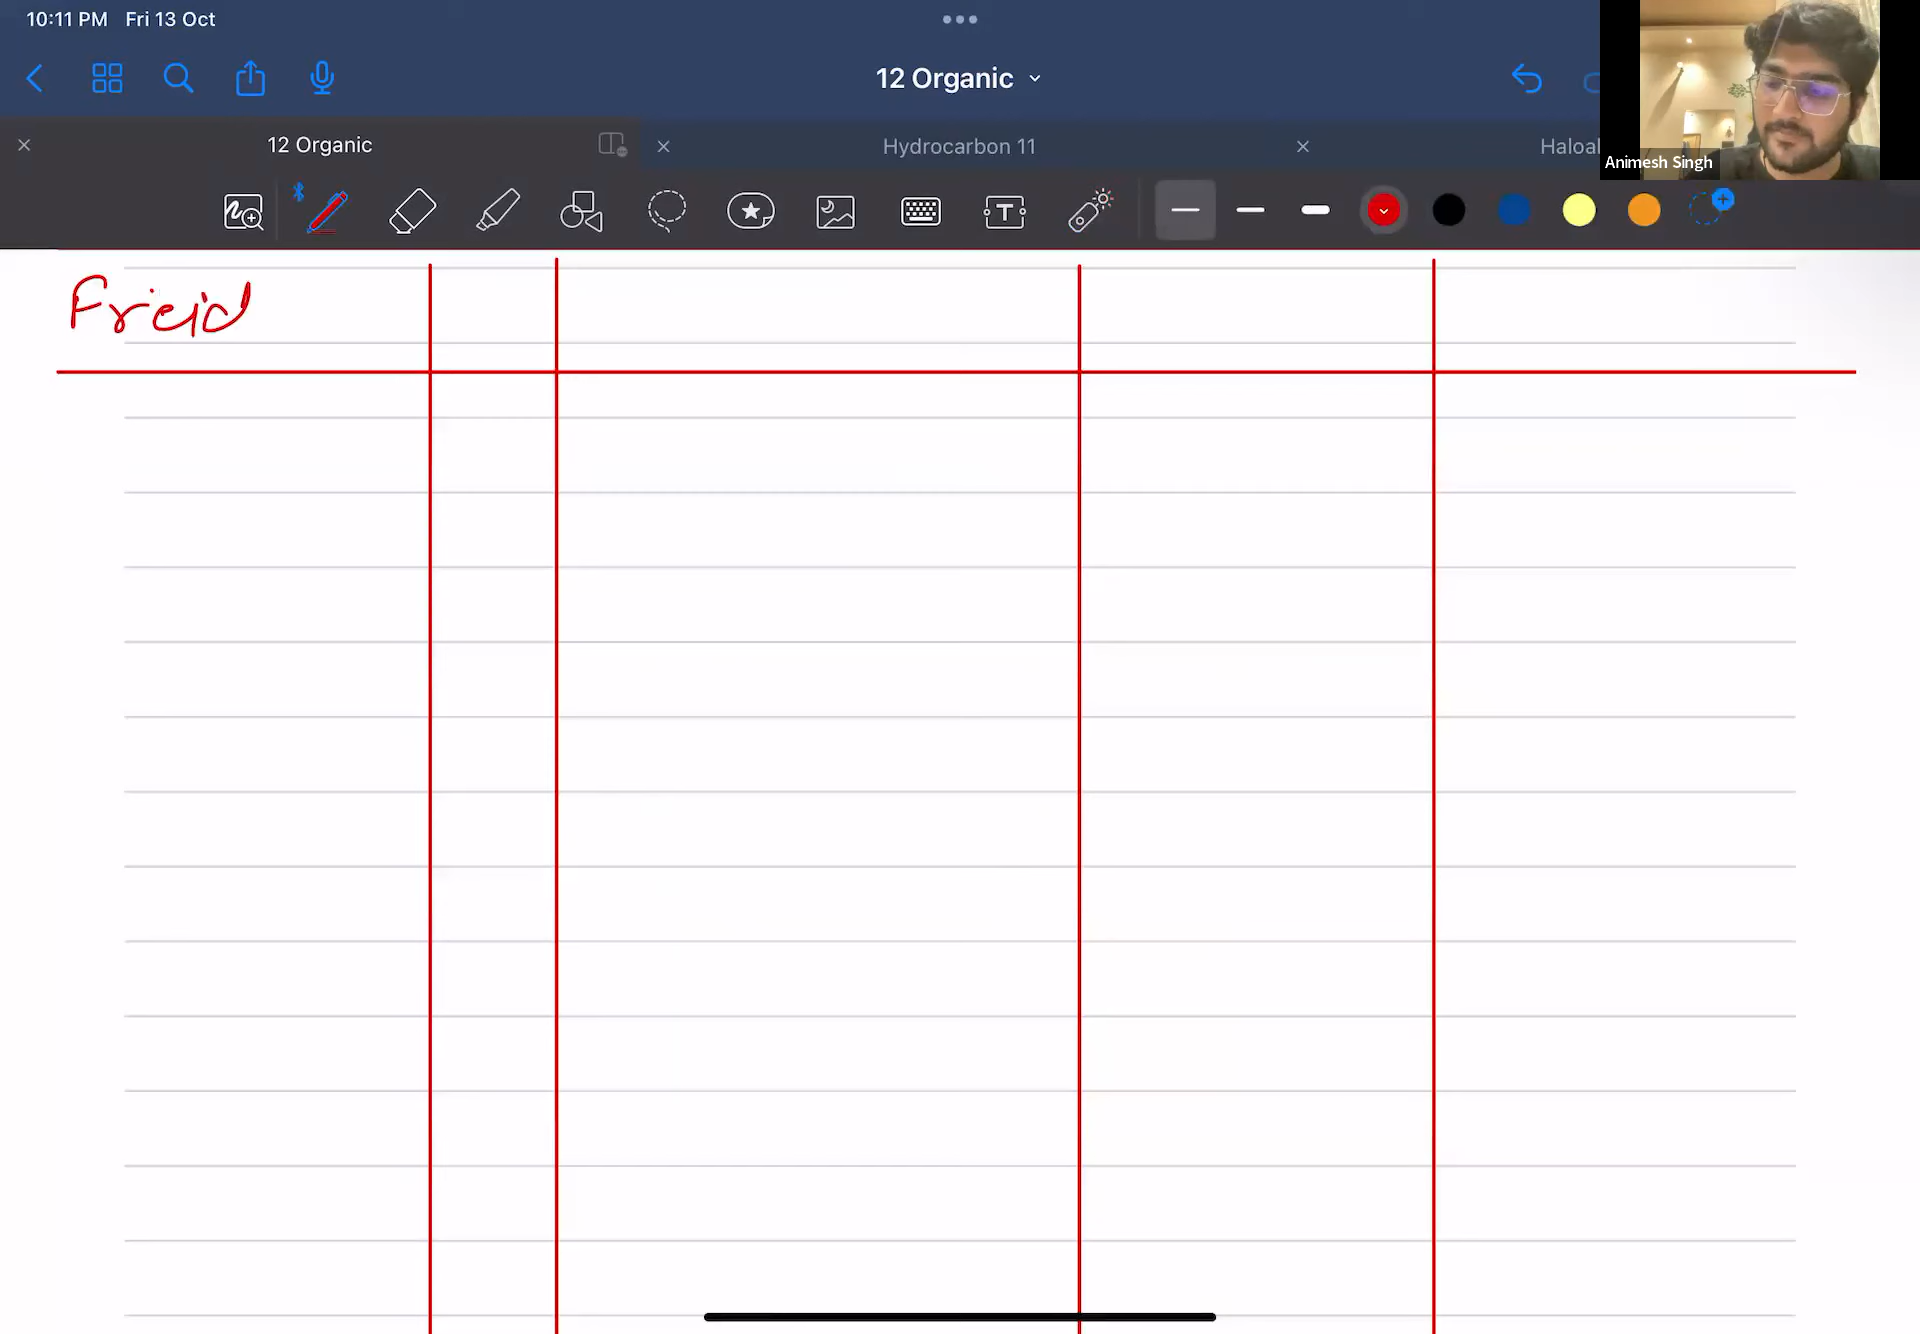 10:11 PM Fri 13 Oct
12 Organic
12 Organic
Hydrocarbon 11
Haloal
Animesh Singh
T
Freid